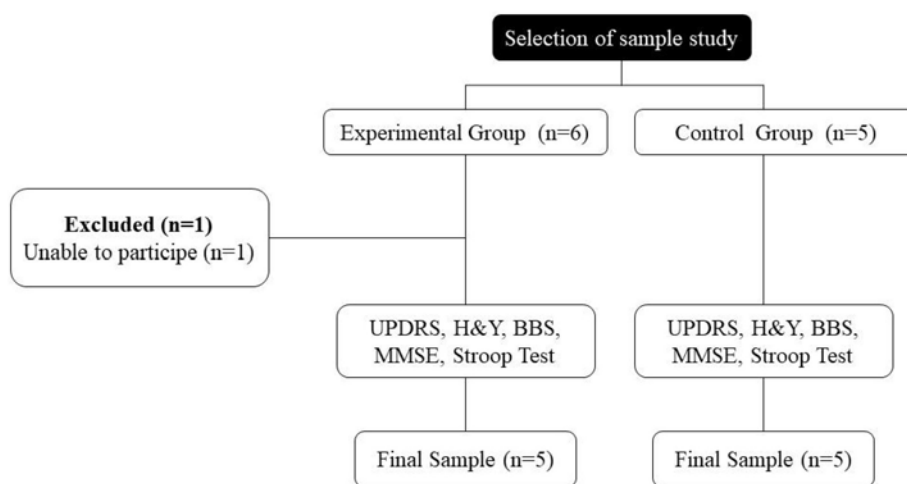 Selection of sample study
Experimental Group (n=6)
Control Group (n=5)
Excluded (n=1)
Unable to participe (n=1)
UPDRS, H&Y, BBS,
MMSE, Stroop Test
UPDRS, H&Y, BBS,
MMSE, Stroop Test
Final Sample (n=5)
Final Sample (n=5)